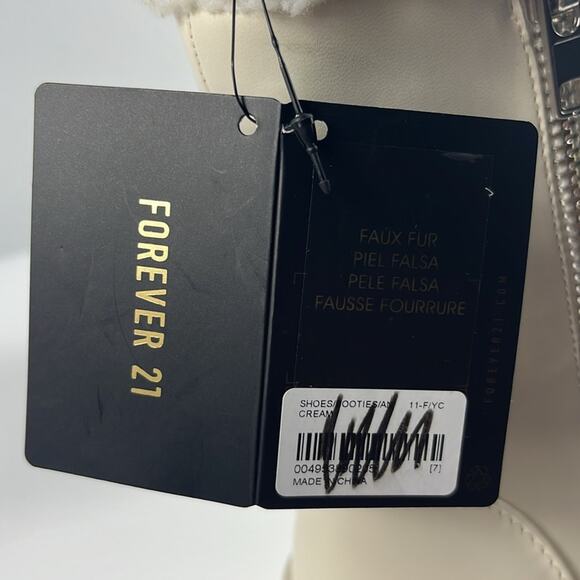 FOREVER 21
FAUX FUR
PIEL FALSA
PELE FALSA
FAUSSE FOURRURE
FOREVER21.COM
SHOES/BOOTIES/AN 11-F/YC
CREAM
[7]
MADE IN CHINA